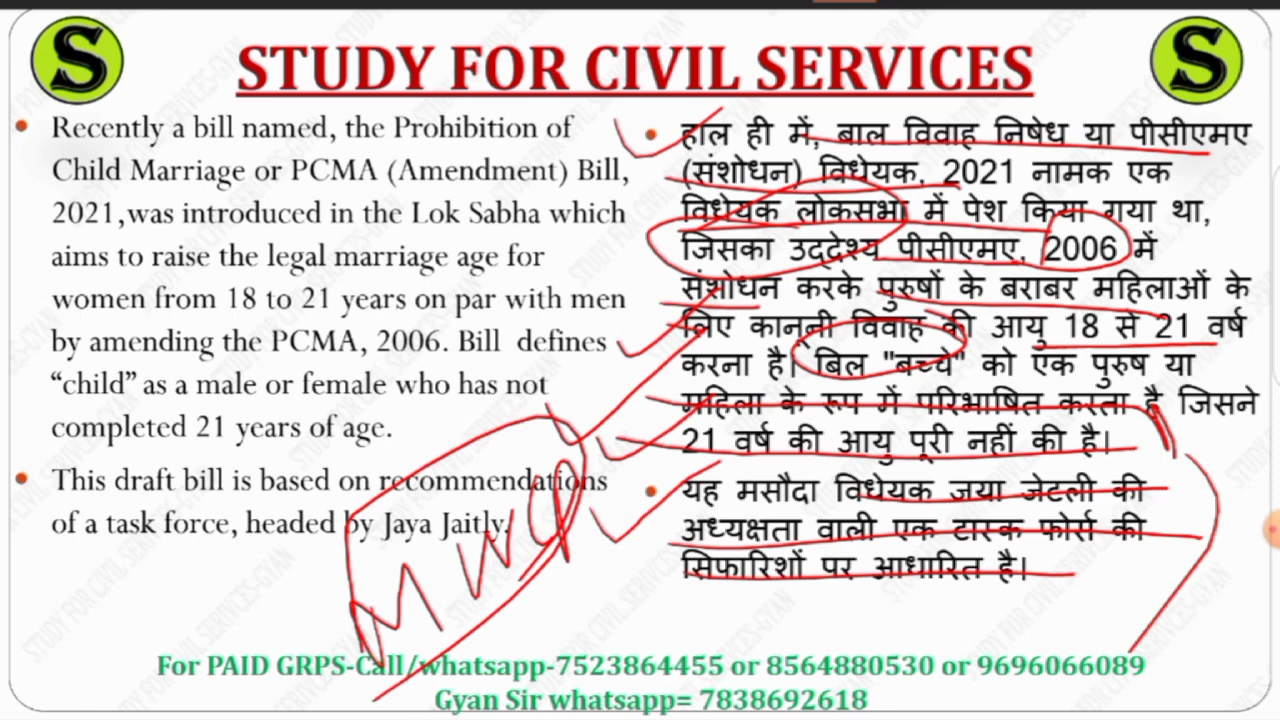 S
STUDY FOR CIVIL SERVICES
S
Recently a bill named, the Prohibition of
Child Marriage or PCMA (Amendment) Bill,
2021,was introduced in the Lok Sabha which
aims to raise the legal marriage age for
women from 18 to 21 years on par with men
by amending the PCMA, 2006. Bill defines
“child” as a male or female who has not
completed 21 years of age.
This draft bill is based on recommendations
of a task force, headed by Jaya Jaitly.
हाल ही में, बाल विवाह निषेध या पीसीएमए
(संशोधन) विधेयक, 2021 नामक एक
विधेयक लोकसभा में पेश किया गया था,
जिसका उद्देश्य पीसीएमए, 2006 में
संशोधन करके पुरुषों के बराबर महिलाओं के
लिए कानूनी विवाह की आयु 18 से 21 वर्ष
करना है। बिल "बच्चे" को एक पुरुष या
महिला के रूप में परिभाषित करता है जिसने
21 वर्ष की आयु पूरी नहीं की है।
यह मसौदा विधेयक जया जेटली की
अध्यक्षता वाली एक टास्क फोर्स की
सिफारिशों पर आधारित है।
For PAID GRPS-Call/whatsapp-7523864455 or 8564880530 or 9696066089
Gyan Sir whatsapp= 7838692618